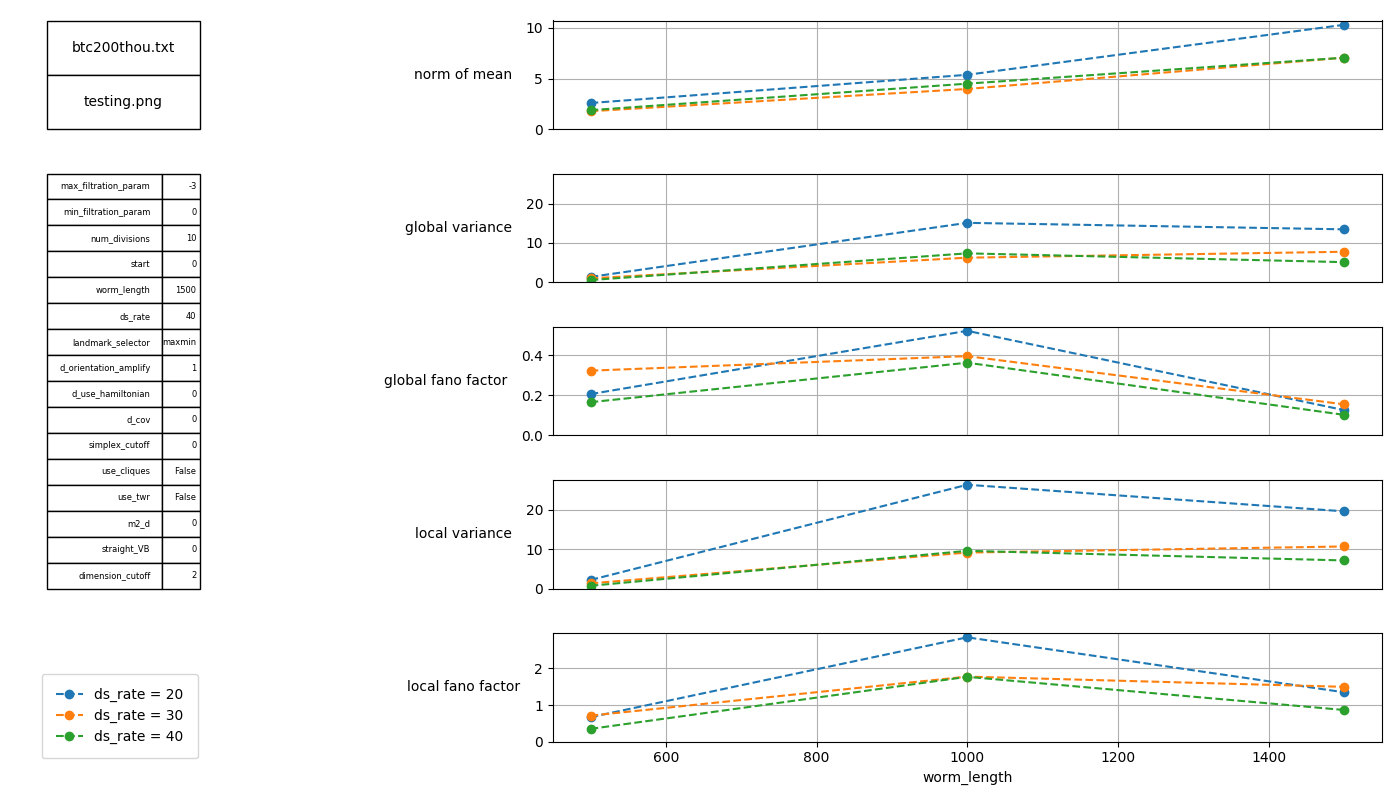 btc200thou.txt
testing.png
max_filtration_param -3
min_filtration_param 0
num_divisions 10
start 0
worm_length 1500
ds_rate 40
landmark_selector maxmin
d_orientation_amplify 1
d_use_hamiltonian 0
d_cov 0
simplex_cutoff 0
use_cliques False
use_twr False
m2_d 0
straight_VB 0
dimension_cutoff 2
ds_rate = 20
ds_rate = 30
ds_rate = 40
norm of mean
10
5
0
global variance
20
10
0
global fano factor
0.4
0.2
0.0
local variance
20
10
0
local fano factor
2
1
0
600 800 1000 1200 1400
worm_length